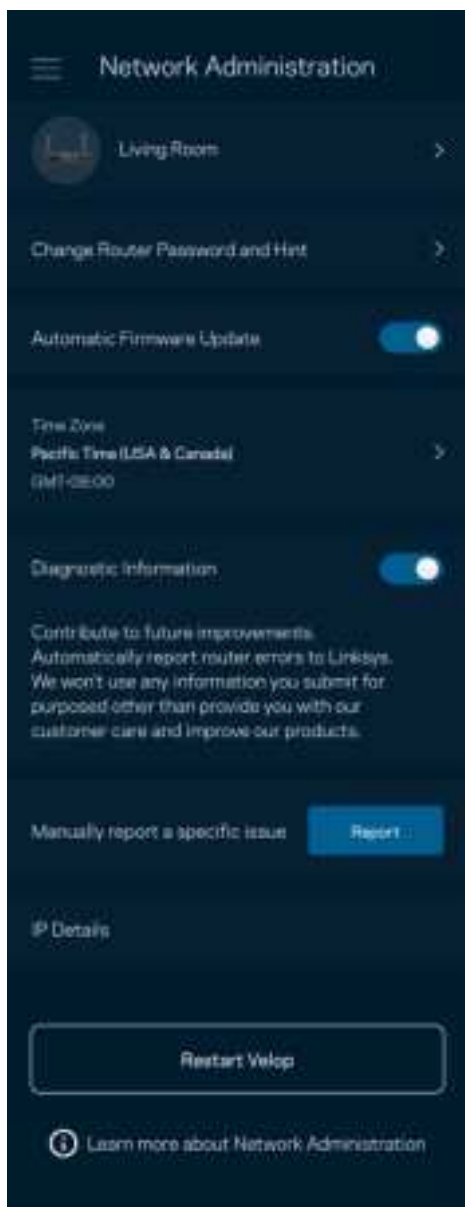 Network Administration
Living Room
Change Router Password and Hint
Automatic Firmware Update
Time Zone
Pacific Time (USA & Canada)
GMT-08:00
Diagnostic Information
Contribute to future improvements.
Automatically report router errors to Linksys.
We won't use any information you submit for
purposed other than provide you with our
customer care and improve our products.
Manually report a specific issue
Report
IP Details
Restart Velop
Learn more about Network Administration